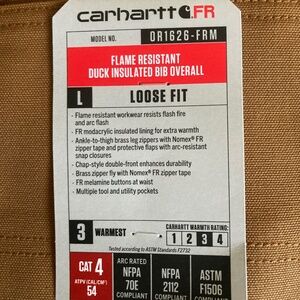 carhartt FR
MODEL NO. OR1626-FRM
FLAME RESISTANT
DUCK INSULATED BIB OVERALL
L LOOSE FIT
- Flame resistant workwear resists flash fire
and arc flash
- FR modacrylic insulated lining for extra warmth
- Ankle-to-thigh brass leg zippers with Nomex® FR
zipper tape and protective flaps with arc-resistant
snap closures
- Chap-style double-front enhances durability
- Brass zipper fly with Nomex® FR zipper tape
- FR melamine buttons at waist
- Multiple tool and utility pockets
3 WARMEST
CARHARTT WARMTH RATING:
1 2 3 4
Tested according to ASTM Standards F2732
CAT 4
ATPV (CAL/CM²)
54
ARC RATED
NFPA
70E
COMPLIANT
NFPA
2112
COMPLIANT
ASTM
F1506
COMPLIANT